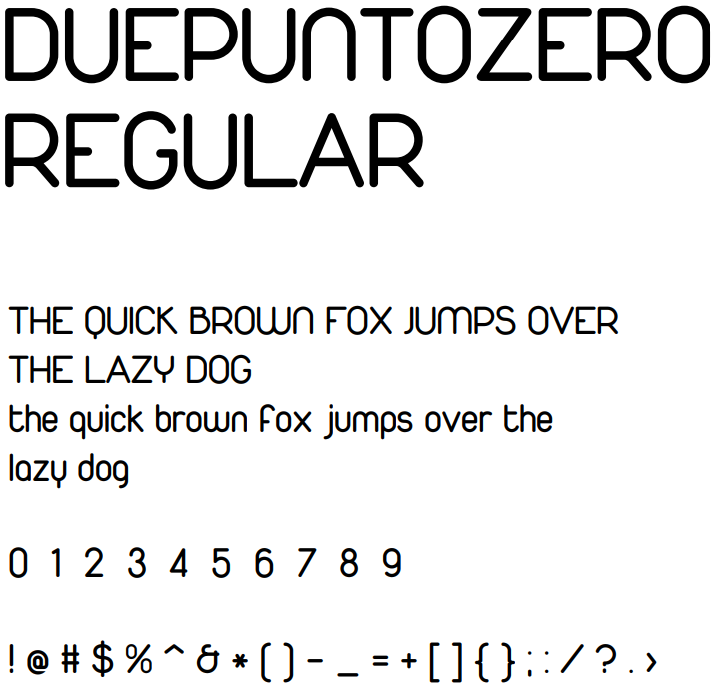 DUEPUNTOZERO
REGULAR
THE QUICK BROWN FOX JUMPS OVER
THE LAZY DOG
the quick brown fox jumps over the
lazy dog
0 1 2 3 4 5 6 7 8 9
! @ # $ % ^ & * ( ) - _ = + [ ] { } ; : / ? . ›